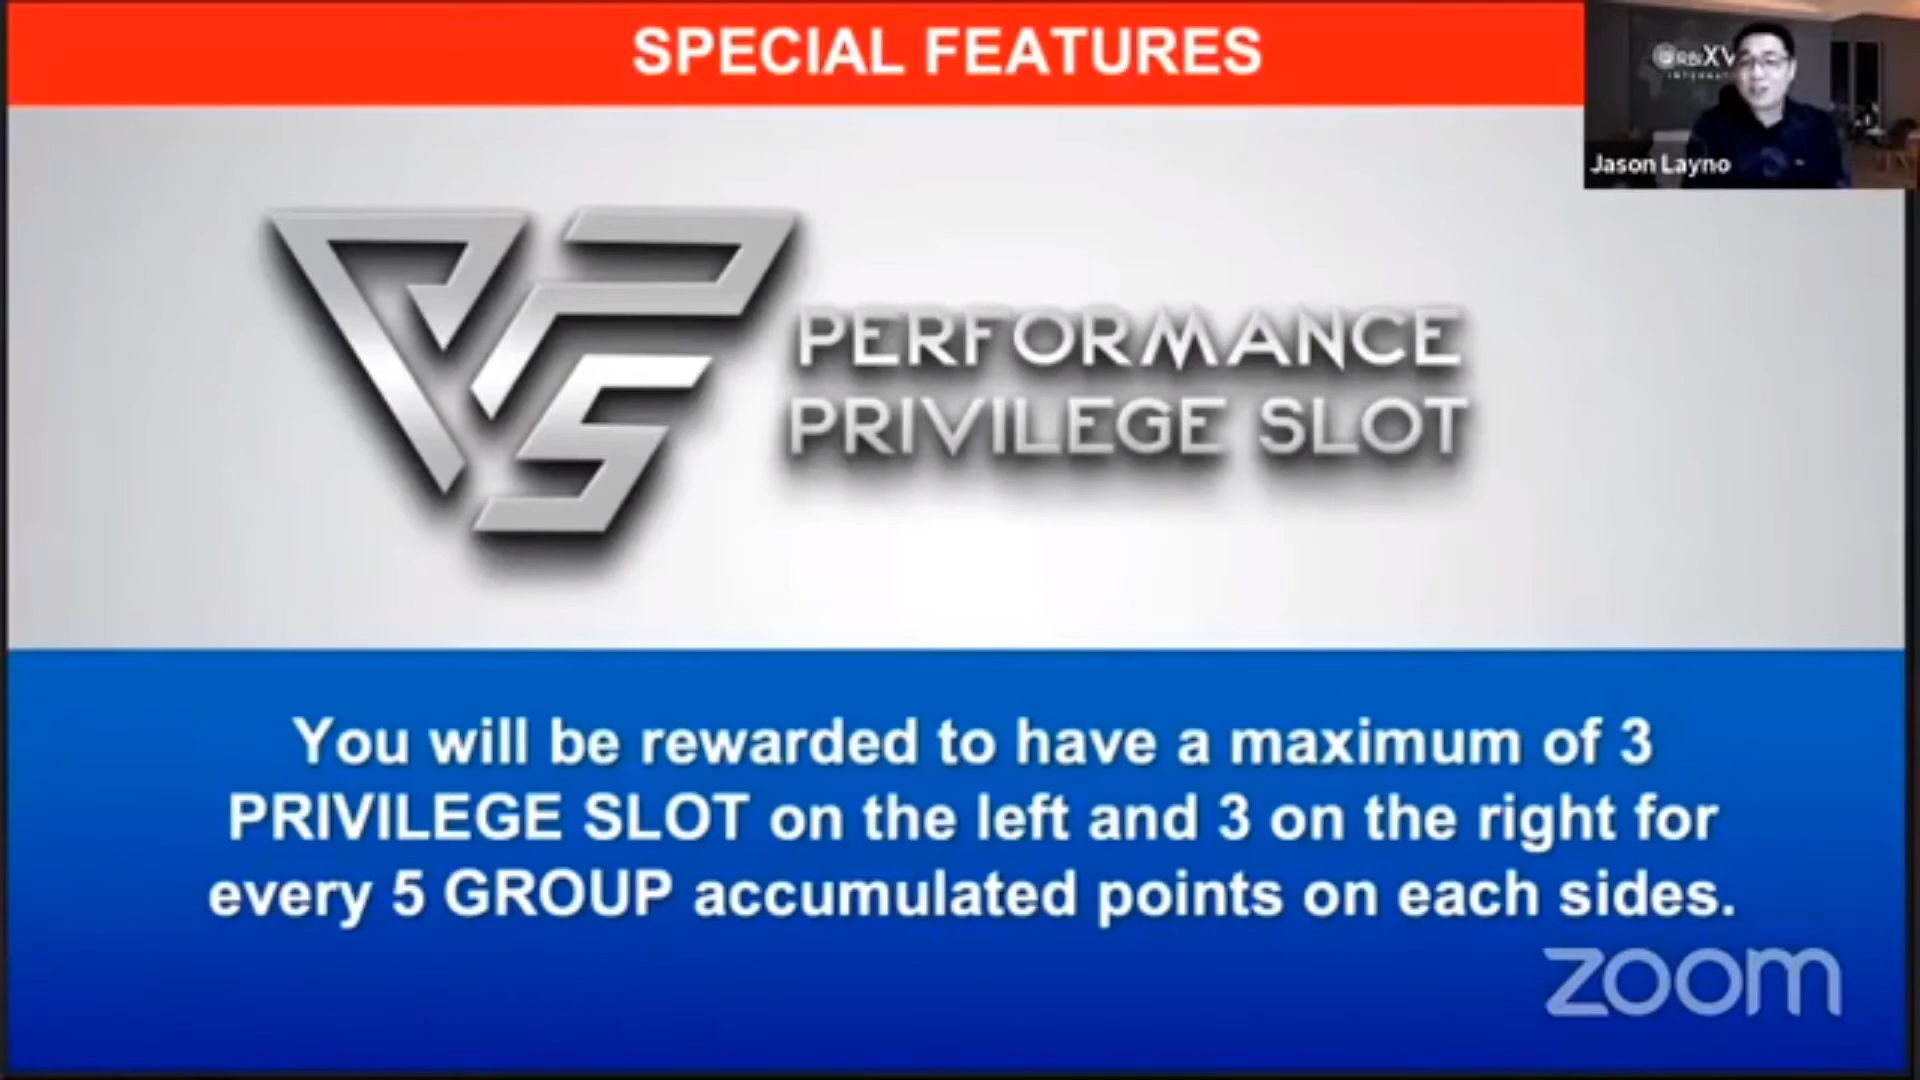 SPECIAL FEATURES
Jason Layno
PPS
PERFORMANCE
PRIVILEGE SLOT
You will be rewarded to have a maximum of 3
PRIVILEGE SLOT on the left and 3 on the right for
every 5 GROUP accumulated points on each sides.
zoom